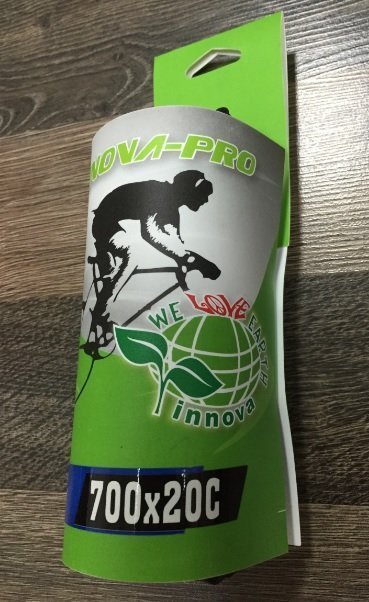 NOVA-PRO
WE LOVE EARTH
innova
700x20C